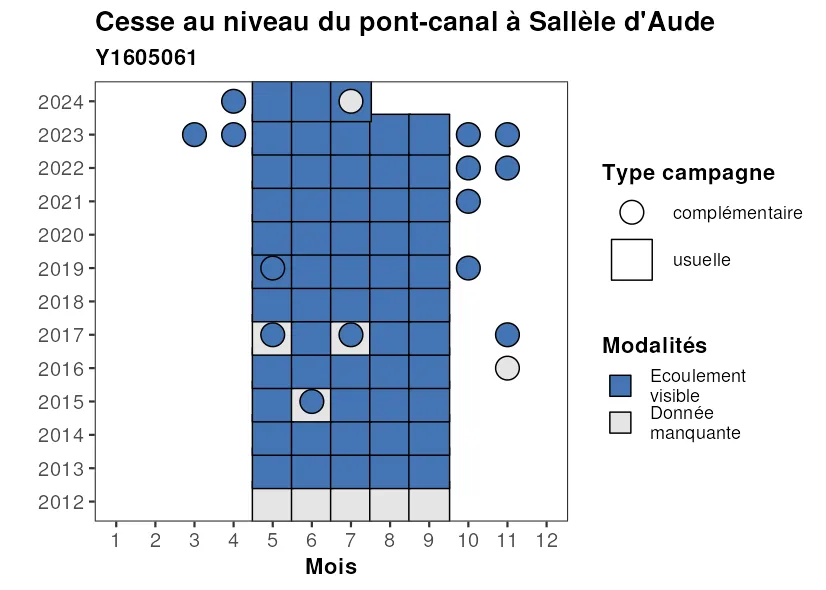 Cesse au niveau du pont-canal à Sallèle d'Aude
Y1605061
2024
2023
2022
2021
2020
2019
2018
2017
2016
2015
2014
2013
2012
1 2 3 4 5 6 7 8 9 10 11 12
Mois
Type campagne
complémentaire
usuelle
Modalités
Ecoulement
visible
Donnée
manquante